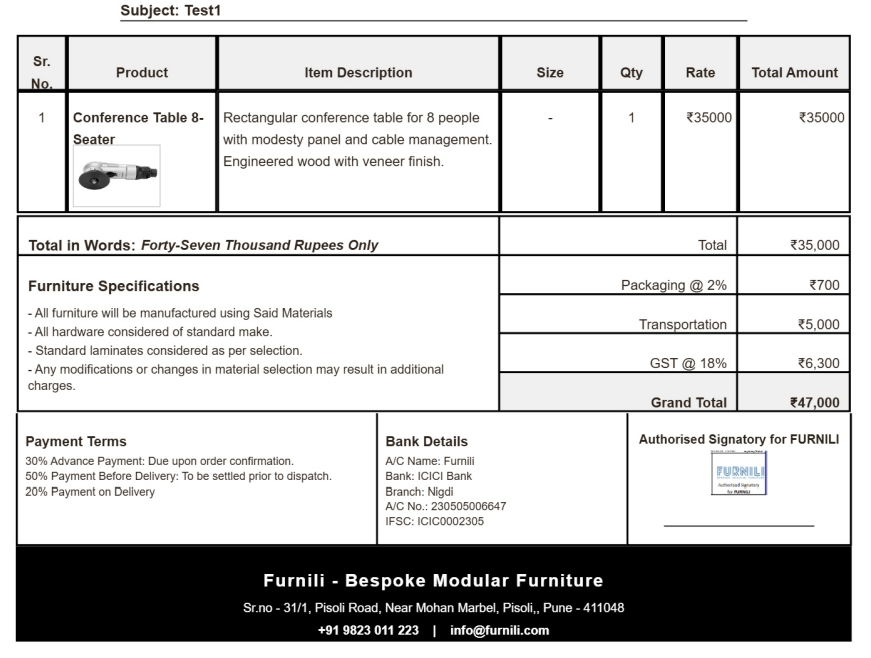 Subject: Test1
Sr. No. Product Item Description Size Qty Rate Total Amount
1 Conference Table 8-Seater Rectangular conference table for 8 people - 1 ₹35000 ₹35000
with modesty panel and cable management.
Engineered wood with veneer finish.
Total in Words: Forty-Seven Thousand Rupees Only Total ₹35,000
Furniture Specifications
- All furniture will be manufactured using Said Materials
- All hardware considered of standard make.
- Standard laminates considered as per selection.
- Any modifications or changes in material selection may result in additional
charges.
Packaging @ 2% ₹700
Transportation ₹5,000
GST @ 18% ₹6,300
Grand Total ₹47,000
Payment Terms
30% Advance Payment: Due upon order confirmation.
50% Payment Before Delivery: To be settled prior to dispatch.
20% Payment on Delivery
Bank Details
A/C Name: Furnili
Bank: ICICI Bank
Branch: Nigdi
A/C No.: 230505006647
IFSC: ICIC0002305
Authorised Signatory for FURNILI
FURNILI
Authorised Signatory
for FURNILI
Furnili - Bespoke Modular Furniture
Sr.no - 31/1, Pisoli Road, Near Mohan Marbel, Pisoli,, Pune - 411048
+91 9823 011 223 | info@furnili.com